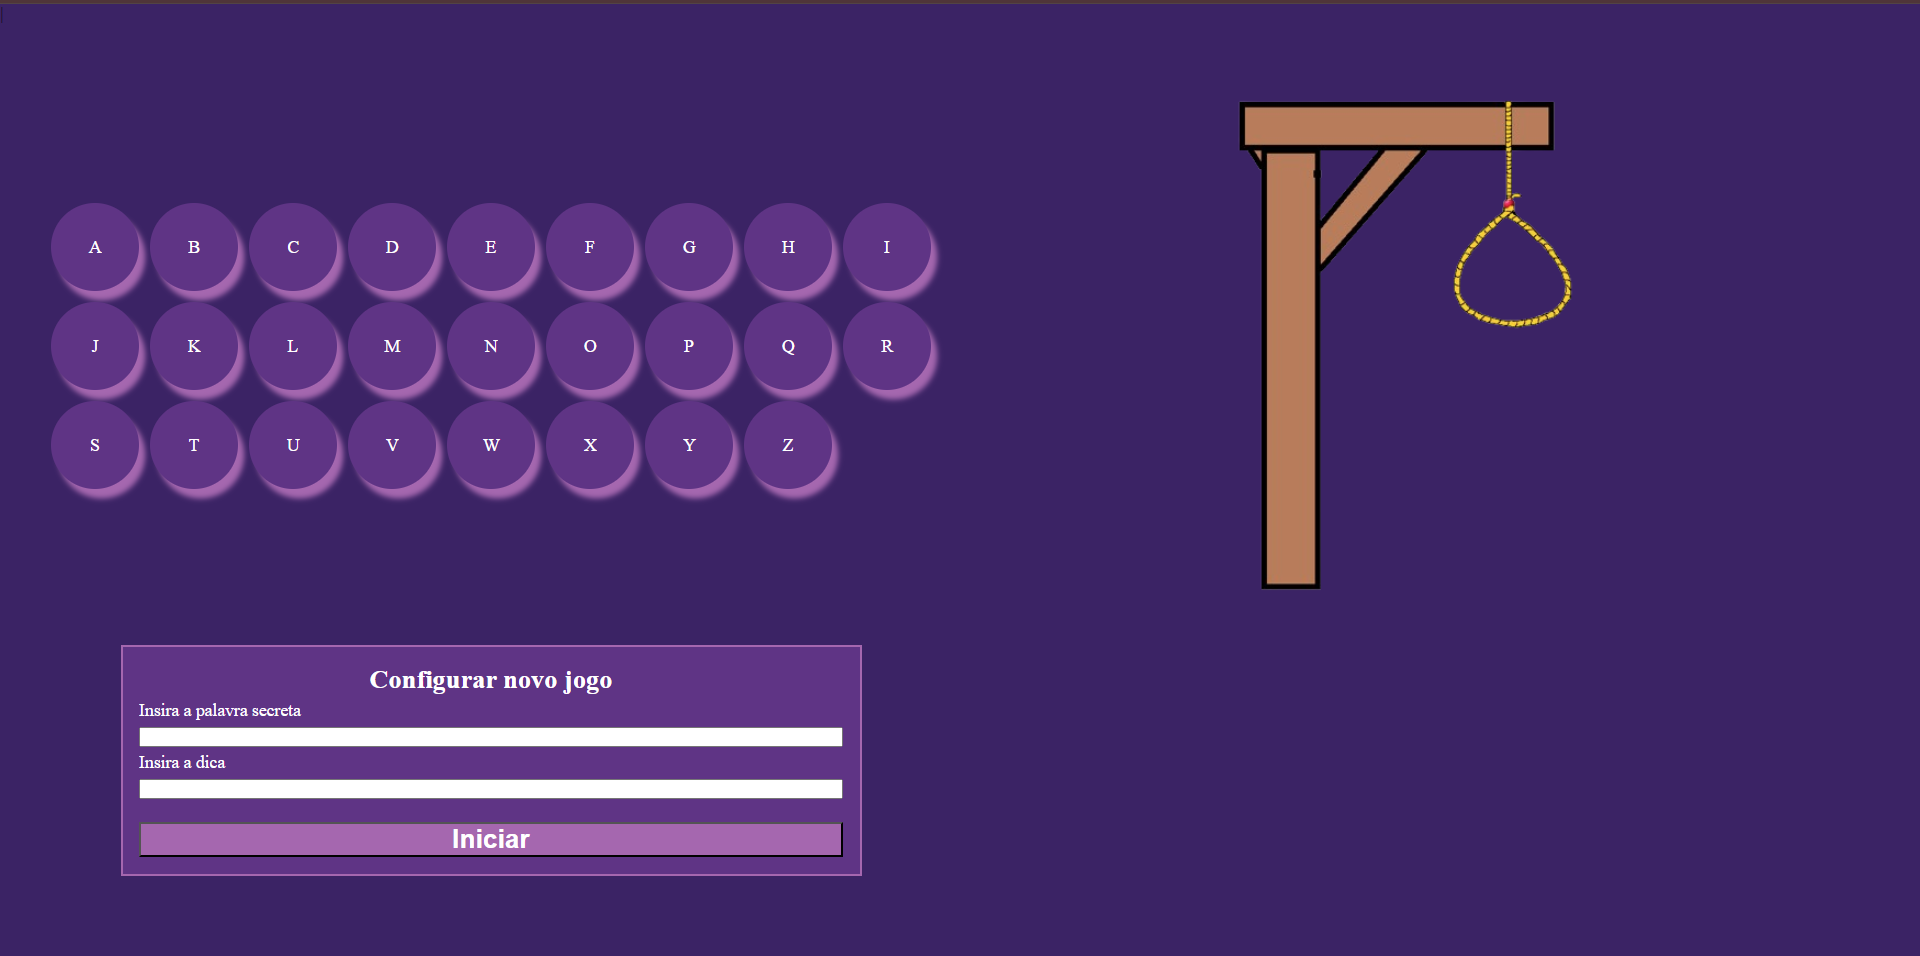 A B C D E F G H I
J K L M N O P Q R
S T U V W X Y Z
Configurar novo jogo
Insira a palavra secreta
Insira a dica
Iniciar